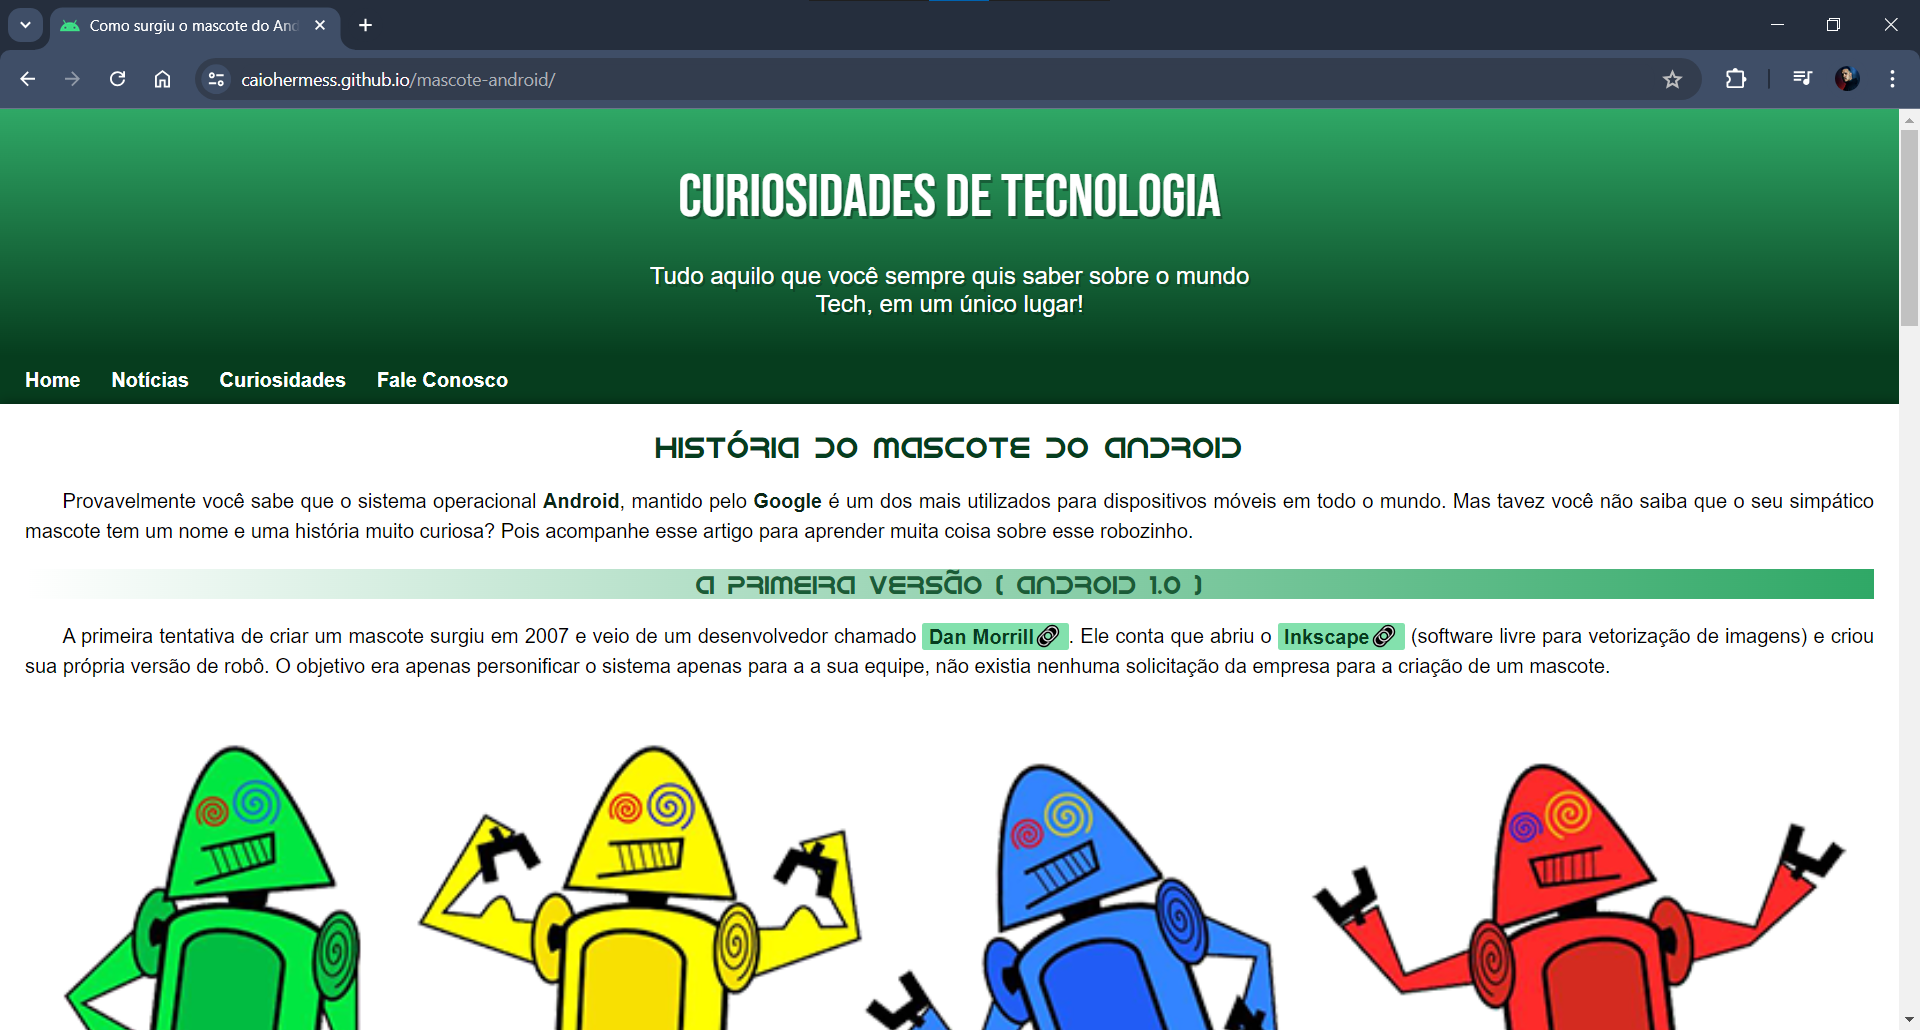 Como surgiu o mascote do And
caiohermess.github.io/mascote-android/
CURIOSIDADES DE TECNOLOGIA
Tudo aquilo que você sempre quis saber sobre o mundo
Tech, em um único lugar!
Home Notícias Curiosidades Fale Conosco
HISTÓRIA DO MASCOTE DO ANDROID
Provavelmente você sabe que o sistema operacional Android, mantido pelo Google é um dos mais utilizados para dispositivos móveis em todo o mundo. Mas tavez você não saiba que o seu simpático
mascote tem um nome e uma história muito curiosa? Pois acompanhe esse artigo para aprender muita coisa sobre esse robozinho.
A PRIMEIRA VERSÃO ( ANDROID 1.0 )
A primeira tentativa de criar um mascote surgiu em 2007 e veio de um desenvolvedor chamado Dan Morrill. Ele conta que abriu o Inkscape (software livre para vetorização de imagens) e criou
sua própria versão de robô. O objetivo era apenas personificar o sistema apenas para a a sua equipe, não existia nenhuma solicitação da empresa para a criação de um mascote.